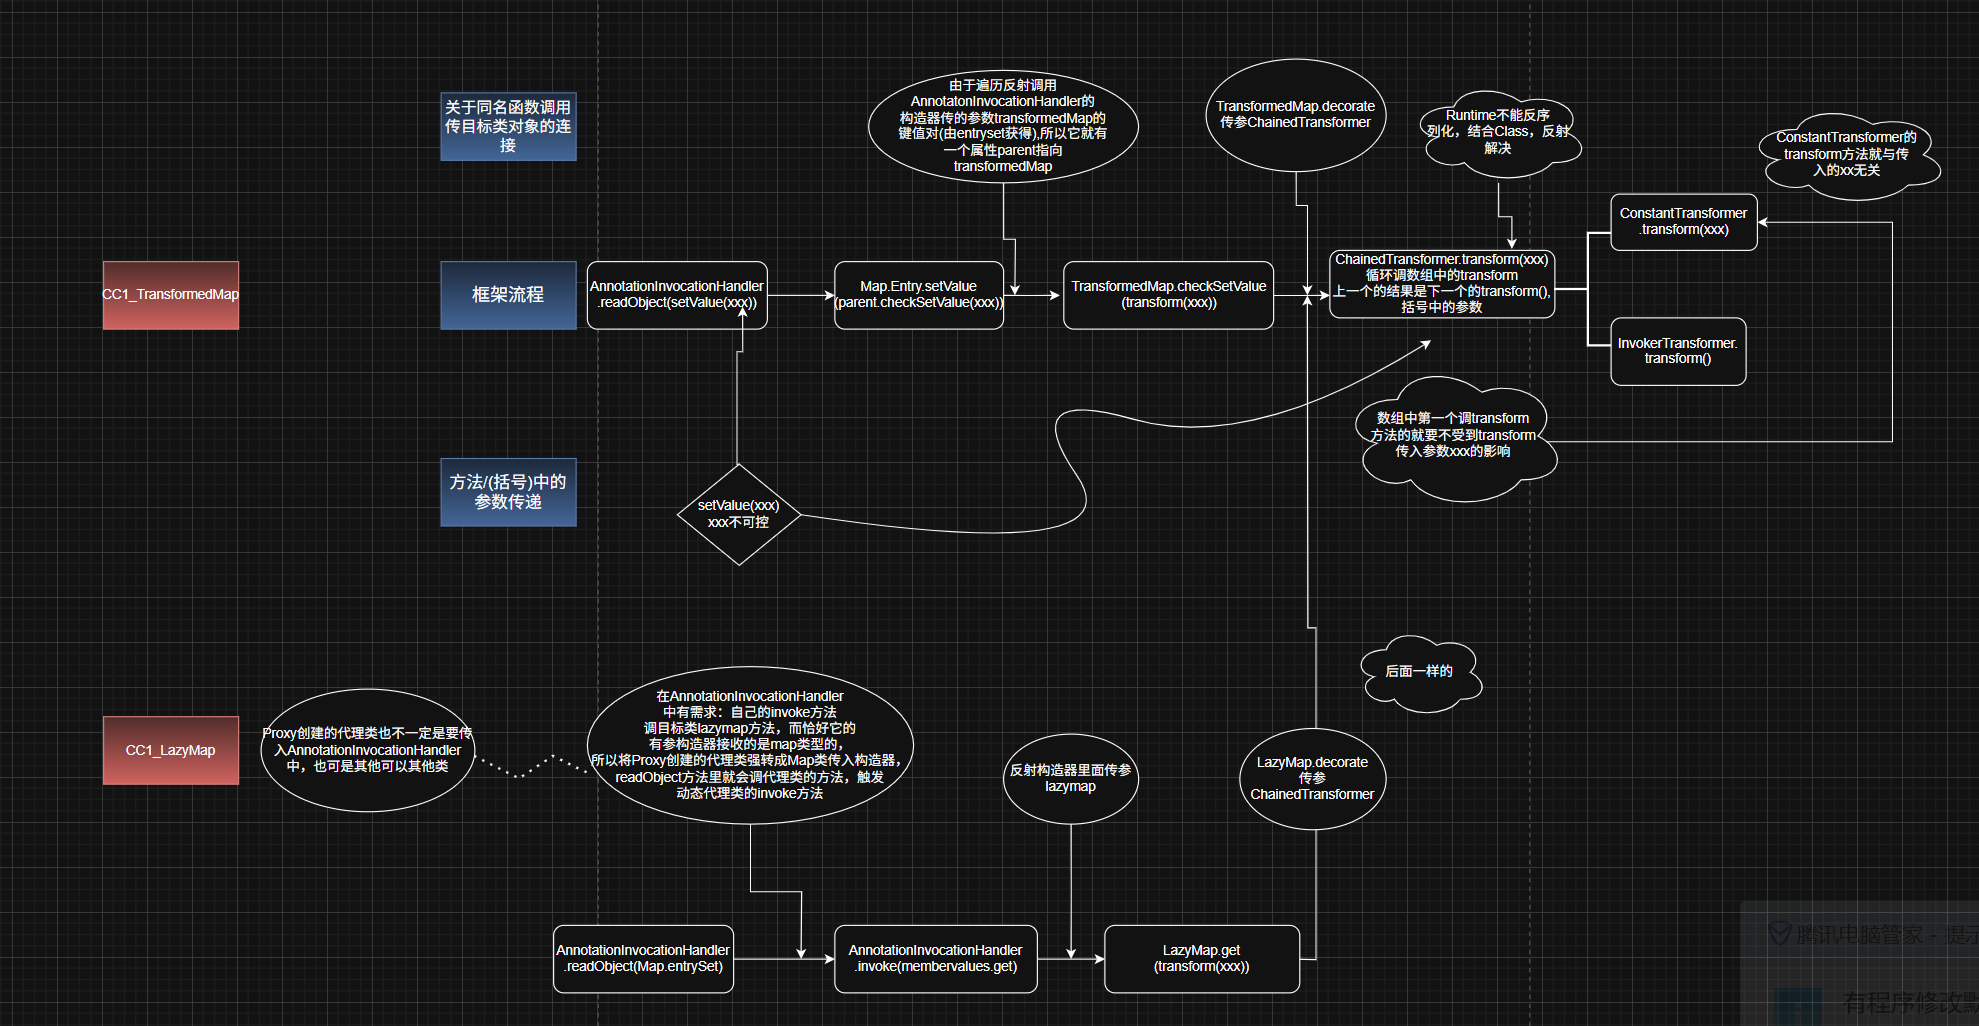 关于同名函数调用
传目标类对象的连
接
由于遍历反射调用
AnnotatonInvocationHandler的
构造器传的参数transformedMap的
键值对(由entryset获得),所以它就有
一个属性parent指向
transformedMap
TransformedMap.decorate
传参ChainedTransformer
Runtime不能反序
列化，结合Class，反射
解决
ConstantTransformer的
transform方法就与传
入的xx无关
CC1_TransformedMap
框架流程
AnnotationInvocationHandler
.readObject(setValue(xxx))
Map.Entry.setValue
(parent.checkSetValue(xxx))
TransformedMap.checkSetValue
(transform(xxx))
ChainedTransformer.transform(xxx)
循环调数组中的transform
上一个的结果是下一个的transform(),
括号中的参数
ConstantTransformer
.transform(xxx)
InvokerTransformer.
transform()
数组中第一个调transform
方法的就要不受到transform
传入参数xxx的影响
方法/(括号)中的
参数传递
setValue(xxx)
xxx不可控
后面一样的
CC1_LazyMap
Proxy创建的代理类也不一定是要传
入AnnotationInvocationHandler
中，也可是其他可以其他类
在AnnotationInvocationHandler
中有需求：自己的invoke方法
调目标类lazymap方法，而恰好它的
有参构造器接收的是map类型的，
所以将Proxy创建的代理类强转成Map类传入构造器，
readObject方法里就会调代理类的方法，触发
动态代理类的invoke方法
反射构造器里面传参
lazymap
LazyMap.decorate
传参
ChainedTransformer
AnnotationInvocationHandler
.readObject(Map.entrySet)
AnnotationInvocationHandler
.invoke(membervalues.get)
LazyMap.get
(transform(xxx))
腾讯电脑管家 - 提示
有程序修改默